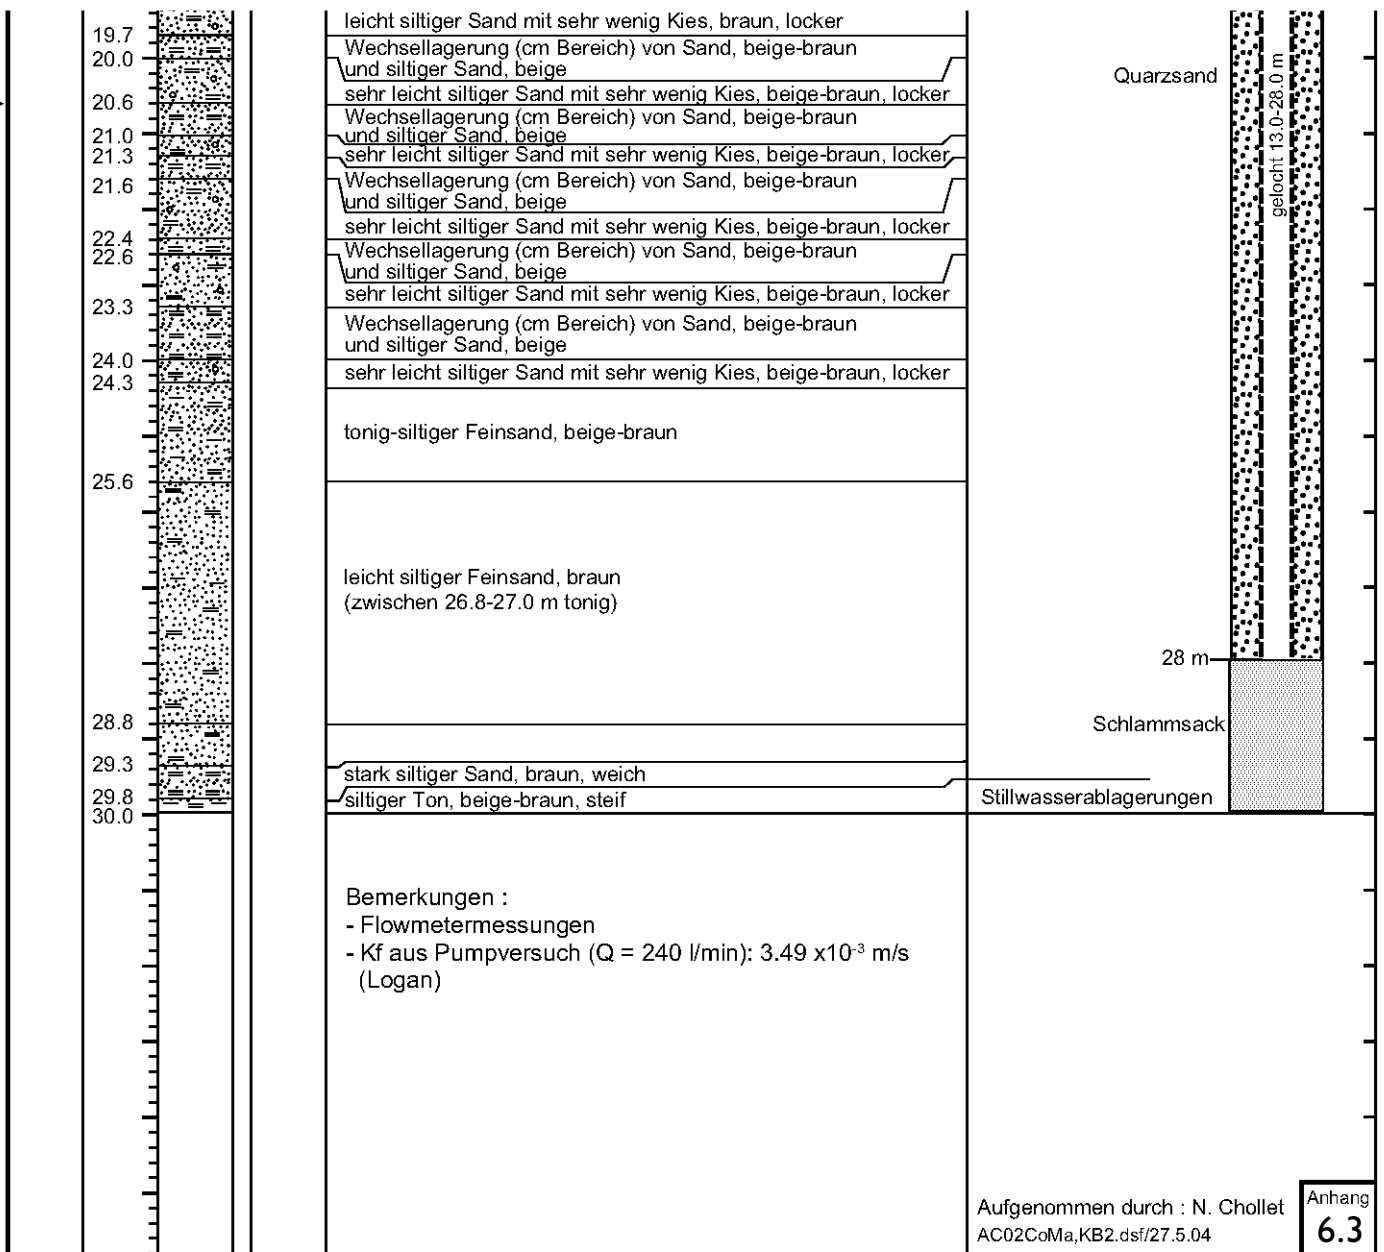 leicht siltiger Sand mit sehr wenig Kies, braun, locker
19.7
Wechsellagerung (cm Bereich) von Sand, beige-braun
und siltiger Sand, beige
20.0
sehr leicht siltiger Sand mit sehr wenig Kies, beige-braun, locker
20.6
Wechsellagerung (cm Bereich) von Sand, beige-braun
und siltiger Sand, beige
21.0
sehr leicht siltiger Sand mit sehr wenig Kies, beige-braun, locker
21.3
Wechsellagerung (cm Bereich) von Sand, beige-braun
und siltiger Sand, beige
21.6
sehr leicht siltiger Sand mit sehr wenig Kies, beige-braun, locker
22.4
Wechsellagerung (cm Bereich) von Sand, beige-braun
und siltiger Sand, beige
22.6
sehr leicht siltiger Sand mit sehr wenig Kies, beige-braun, locker
23.3
Wechsellagerung (cm Bereich) von Sand, beige-braun
und siltiger Sand, beige
24.0
sehr leicht siltiger Sand mit sehr wenig Kies, beige-braun, locker
24.3
tonig-siltiger Feinsand, beige-braun
25.6
leicht siltiger Feinsand, braun
(zwischen 26.8-27.0 m tonig)
28.8
29.3
stark siltiger Sand, braun, weich
29.8
siltiger Ton, beige-braun, steif
30.0
Quarzsand
gelocht 13.0-28.0 m
28 m
Schlammsack
Stillwasserablagerungen
Bemerkungen :
- Flowmetermessungen
- Kf aus Pumpversuch (Q = 240 l/min): 3.49 x10⁻³ m/s
(Logan)
Aufgenommen durch : N. Chollet
AC02CoMa,KB2.dsf/27.5.04
Anhang
6.3